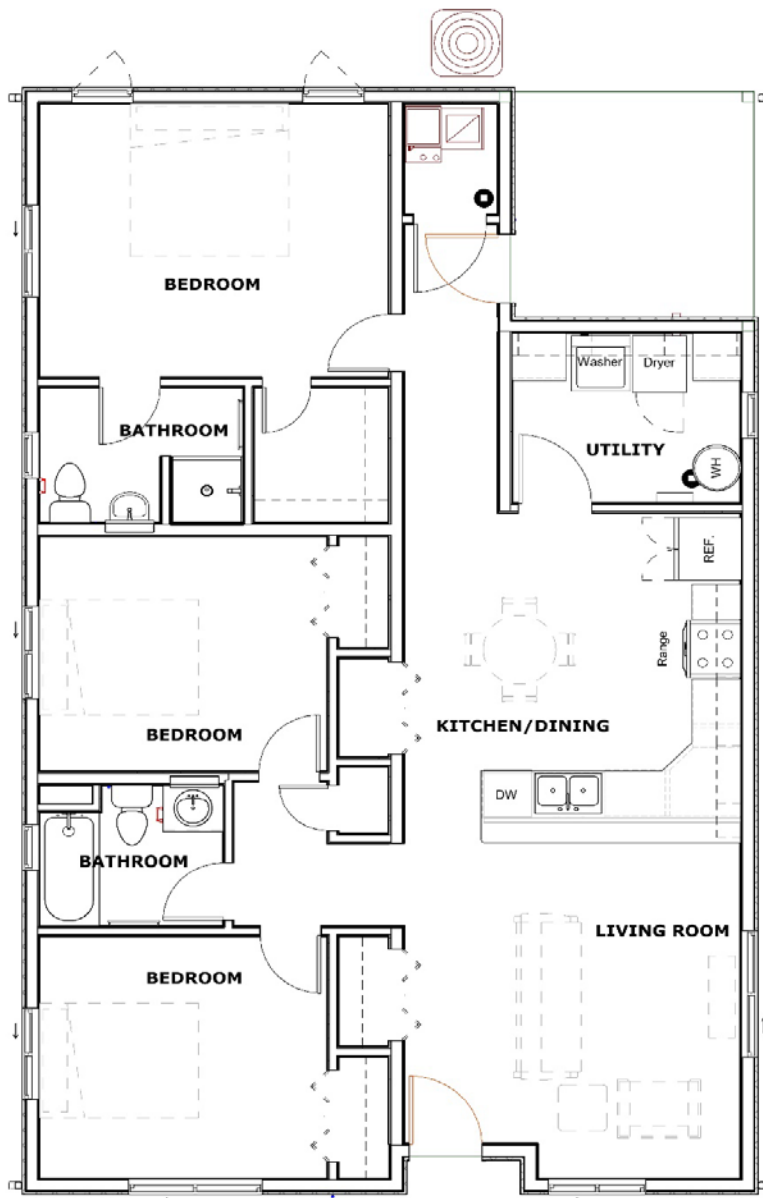 BEDROOM
Washer
Dryer
BATHROOM
UTILITY
WH
REF.
Range
KITCHEN/DINING
BEDROOM
DW
BATHROOM
LIVING ROOM
BEDROOM